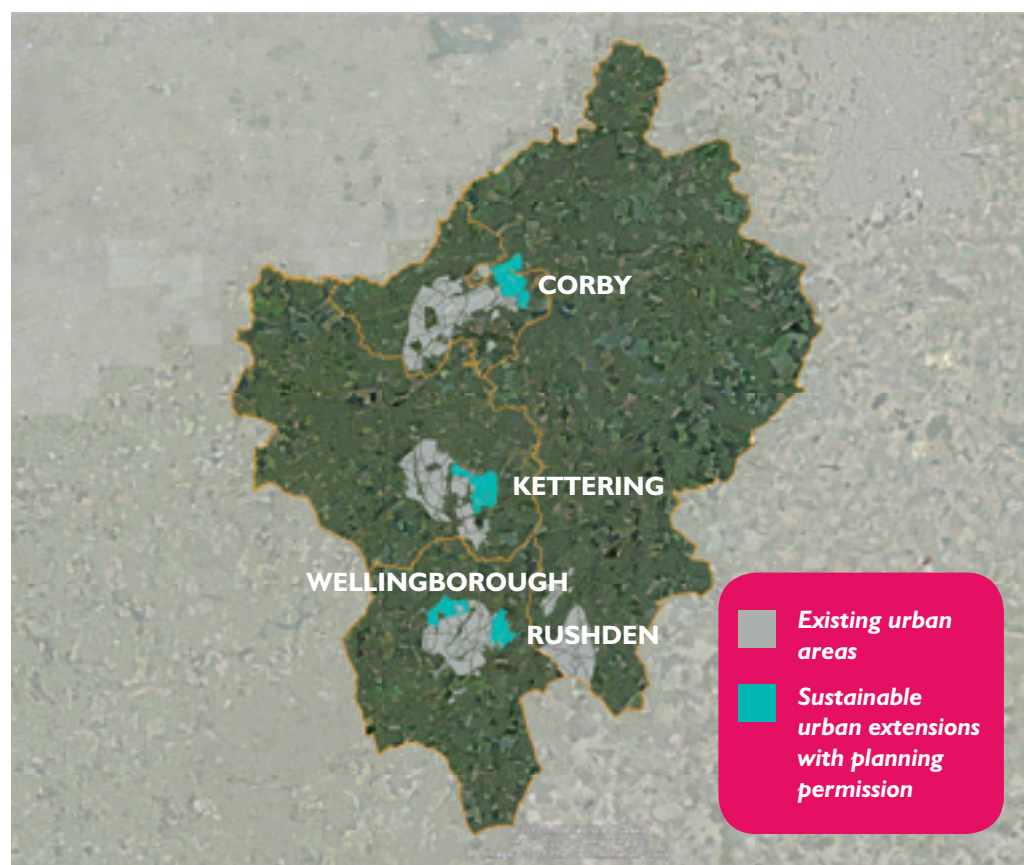 CORBY
KETTERING
WELLINGBOROUGH
RUSHDEN
Existing urban
areas
Sustainable
urban extensions
with planning
permission